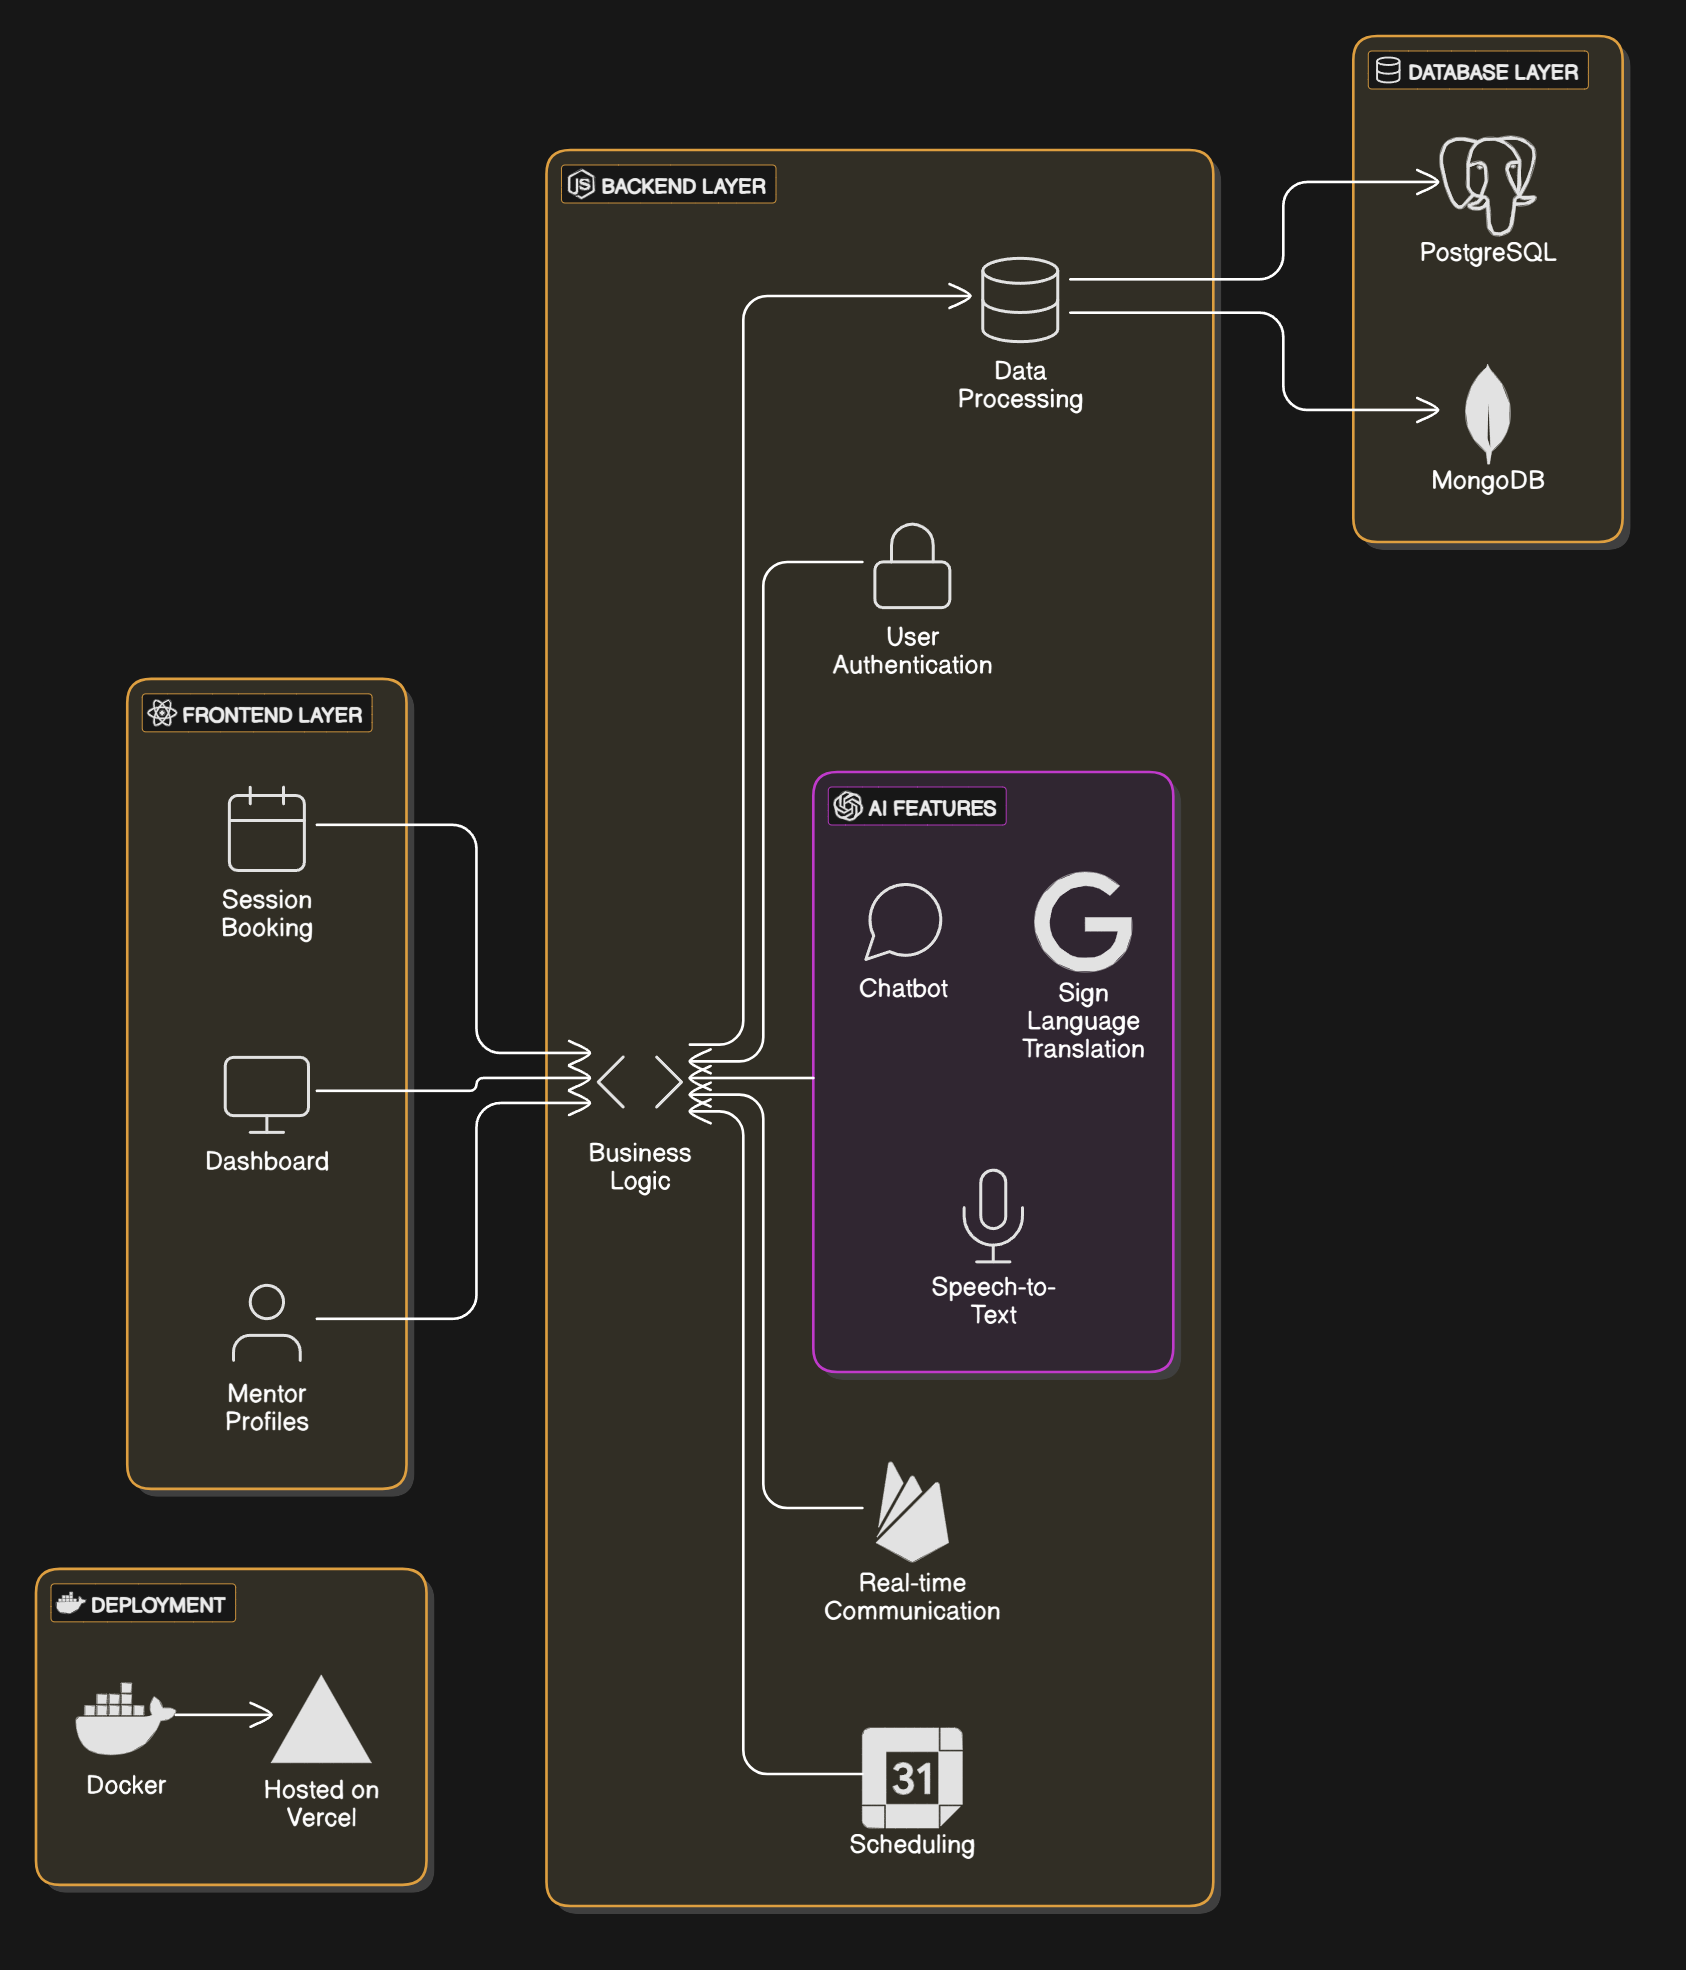 DATABASE LAYER
PostgreSQL
MongoDB
JS
BACKEND LAYER
Data
Processing
User
Authentication
FRONTEND LAYER
Session
Booking
Dashboard
Mentor
Profiles
Business
Logic
AI FEATURES
Chatbot
G
Sign
Language
Translation
Speech-to-
Text
Real-time
Communication
31
Scheduling
DEPLOYMENT
Docker
Hosted on
Vercel